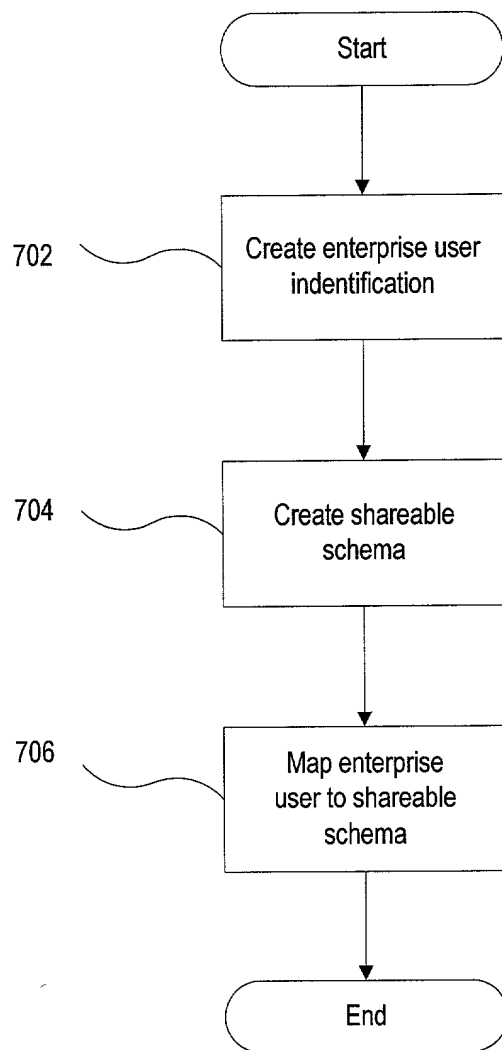 Start
702
Create enterprise user
indentification
704
Create shareable
schema
706
Map enterprise
user to shareable
schema
End